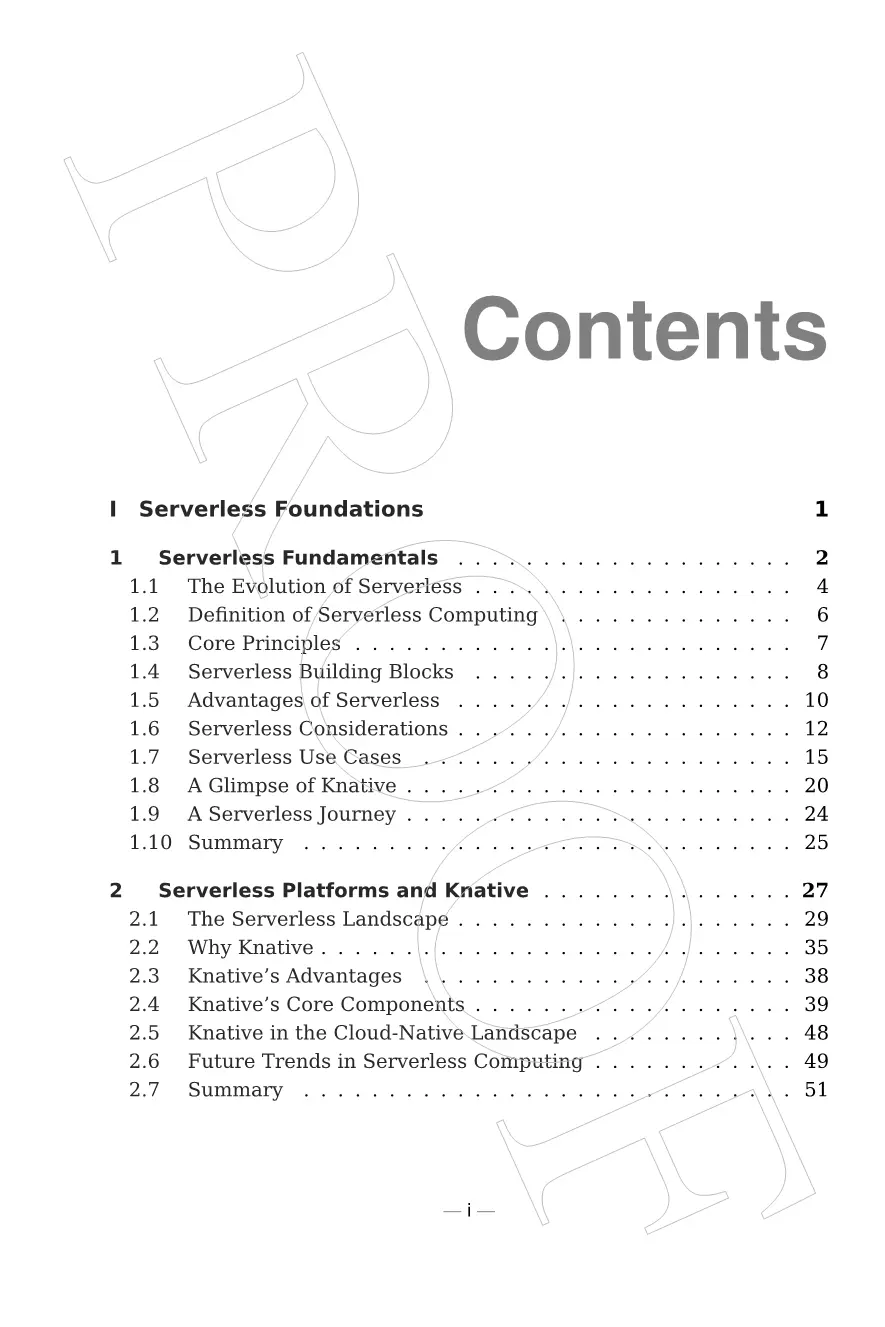 PROOF
Contents
I Serverless Foundations 1
1 Serverless Fundamentals . . . . . . . . . . . . . . . . . . . . 2
1.1 The Evolution of Serverless . . . . . . . . . . . . . . . . . . . 4
1.2 Definition of Serverless Computing . . . . . . . . . . . . . . 6
1.3 Core Principles . . . . . . . . . . . . . . . . . . . . . . . . . . 7
1.4 Serverless Building Blocks . . . . . . . . . . . . . . . . . . . 8
1.5 Advantages of Serverless . . . . . . . . . . . . . . . . . . . . 10
1.6 Serverless Considerations . . . . . . . . . . . . . . . . . . . . 12
1.7 Serverless Use Cases . . . . . . . . . . . . . . . . . . . . . . 15
1.8 A Glimpse of Knative . . . . . . . . . . . . . . . . . . . . . . . 20
1.9 A Serverless Journey . . . . . . . . . . . . . . . . . . . . . . . 24
1.10 Summary . . . . . . . . . . . . . . . . . . . . . . . . . . . . . 25
2 Serverless Platforms and Knative . . . . . . . . . . . . . . . 27
2.1 The Serverless Landscape . . . . . . . . . . . . . . . . . . . . 29
2.2 Why Knative . . . . . . . . . . . . . . . . . . . . . . . . . . . . 35
2.3 Knative’s Advantages . . . . . . . . . . . . . . . . . . . . . . 38
2.4 Knative’s Core Components . . . . . . . . . . . . . . . . . . . 39
2.5 Knative in the Cloud-Native Landscape . . . . . . . . . . . . 48
2.6 Future Trends in Serverless Computing . . . . . . . . . . . . 49
2.7 Summary . . . . . . . . . . . . . . . . . . . . . . . . . . . . . 51
— i —